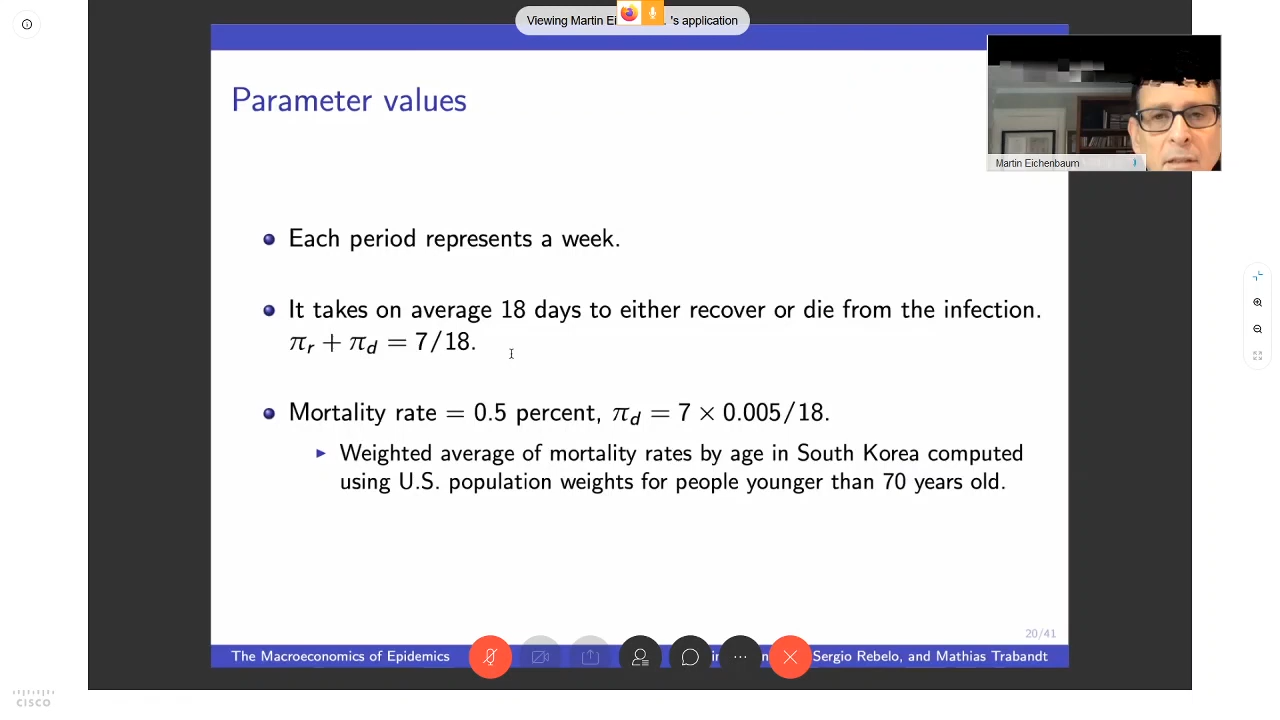 Viewing Martin Ei 's application
Parameter values
Martin Eichenbaum
Each period represents a week.
It takes on average 18 days to either recover or die from the infection.
πr + πd = 7/18.
Mortality rate = 0.5 percent, πd = 7 × 0.005/18.
Weighted average of mortality rates by age in South Korea computed
using U.S. population weights for people younger than 70 years old.
20/41
The Macroeconomics of Epidemics
Sergio Rebelo, and Mathias Trabandt
CISCO